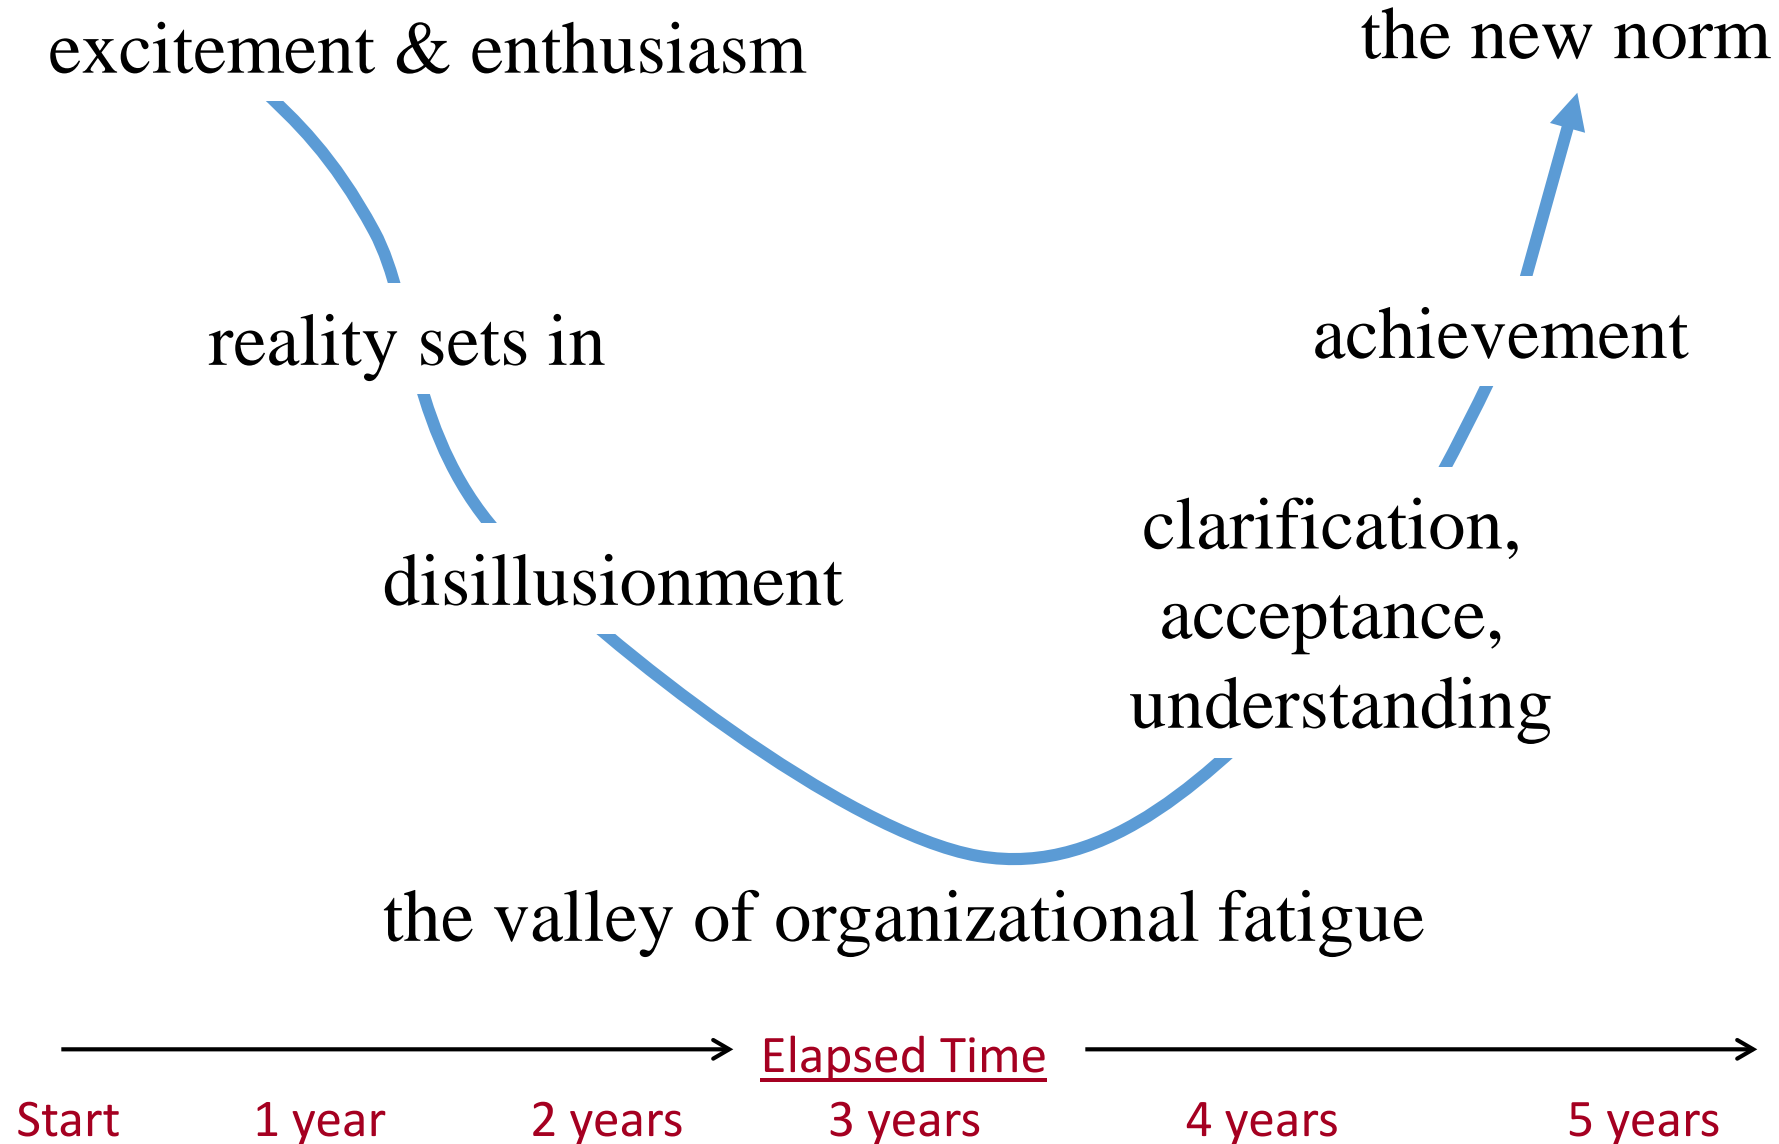 excitement & enthusiasm
the new norm
reality sets in
achievement
disillusionment
clarification,
acceptance,
understanding
the valley of organizational fatigue
Elapsed Time
Start 1 year 2 years 3 years 4 years 5 years